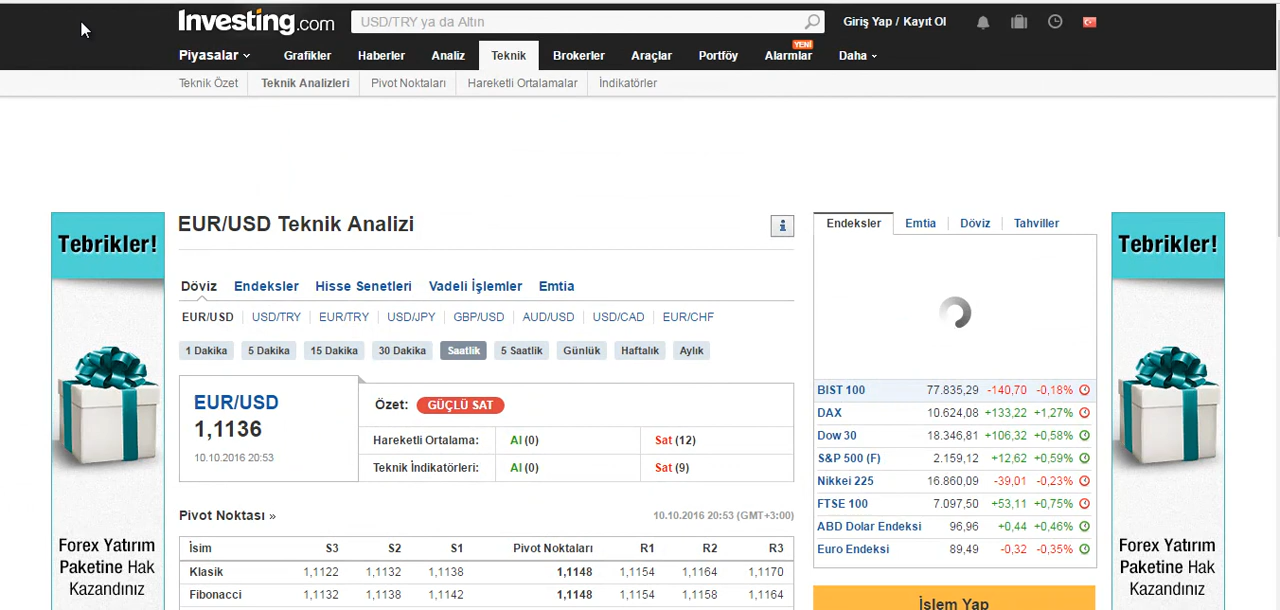 Investing.com
USD/TRY ya da Altın
Giriş Yap / Kayıt Ol
Piyasalar
Grafikler
Haberler
Analiz
Teknik
Brokerler
Araçlar
Portföy
YENİ
Alarmlar
Daha
Teknik Özet
Teknik Analizleri
Pivot Noktaları
Hareketli Ortalamalar
İndikatörler
Tebrikler!
Forex Yatırım
Paketine Hak
Kazandınız
EUR/USD Teknik Analizi
i
Döviz Endeksler Hisse Senetleri Vadeli İşlemler Emtia
EUR/USD USD/TRY EUR/TRY USD/JPY GBP/USD AUD/USD USD/CAD EUR/CHF
1 Dakika 5 Dakika 15 Dakika 30 Dakika Saatlik 5 Saatlik Günlük Haftalık Aylık
EUR/USD
1,1136
10.10.2016 20:53
Özet: GÜÇLÜ SAT
Hareketli Ortalama: Al (0) Sat (12)
Teknik İndikatörleri: Al (0) Sat (9)
Pivot Noktası »
10.10.2016 20:53 (GMT+3:00)
İsim S3 S2 S1 Pivot Noktaları R1 R2 R3
Klasik 1,1122 1,1132 1,1138 1,1148 1,1154 1,1164 1,1170
Fibonacci 1,1132 1,1138 1,1142 1,1148 1,1154 1,1158 1,1164
Endeksler Emtia Döviz Tahviller
BIST 100 77.835,29 -140,70 -0,18%
DAX 10.624,08 +133,22 +1,27%
Dow 30 18.346,81 +106,32 +0,58%
S&P 500 (F) 2.159,12 +12,62 +0,59%
Nikkei 225 16.860,09 -39,01 -0,23%
FTSE 100 7.097,50 +53,11 +0,75%
ABD Dolar Endeksi 96,96 +0,44 +0,46%
Euro Endeksi 89,49 -0,32 -0,35%
İşlem Yap
Tebrikler!
Forex Yatırım
Paketine Hak
Kazandınız